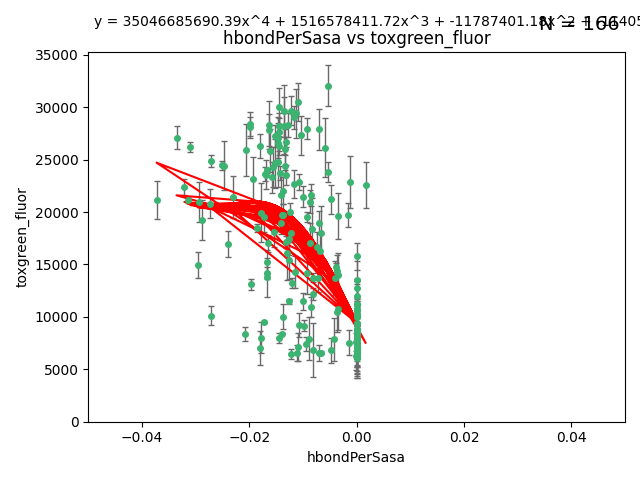 y = 35046685690.39x^4 + 1516578411.72x^3 + -11787401.18x^2 +
N = 166
hbondPerSasa vs toxgreen_fluor
35000
30000
25000
20000
15000
10000
5000
0
toxgreen_fluor
−0.04 −0.02 0.00 0.02 0.04
hbondPerSasa